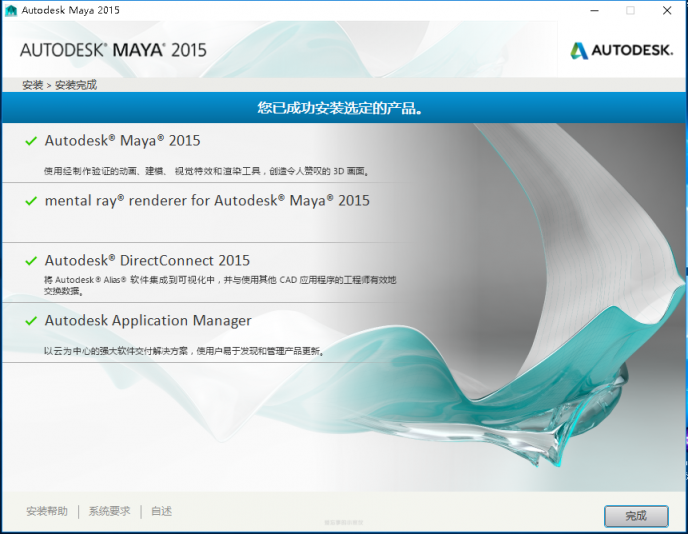 Autodesk Maya 2015
AUTODESK® MAYA® 2015
AUTODESK.
安装 > 安装完成
您已成功安装选定的产品。
Autodesk® Maya® 2015
使用经制作验证的动画、建模、 视觉特效和渲染工具，创造令人赞叹的 3D 画面。
mental ray® renderer for Autodesk® Maya® 2015
Autodesk® DirectConnect 2015
将 Autodesk® Alias® 软件集成到可视化中，并与使用其他 CAD 应用程序的工程师有效地
交换数据。
Autodesk Application Manager
以云为中心的强大软件交付解决方案，使用户易于发现和管理产品更新。
安装帮助 | 系统要求 | 自述
完成